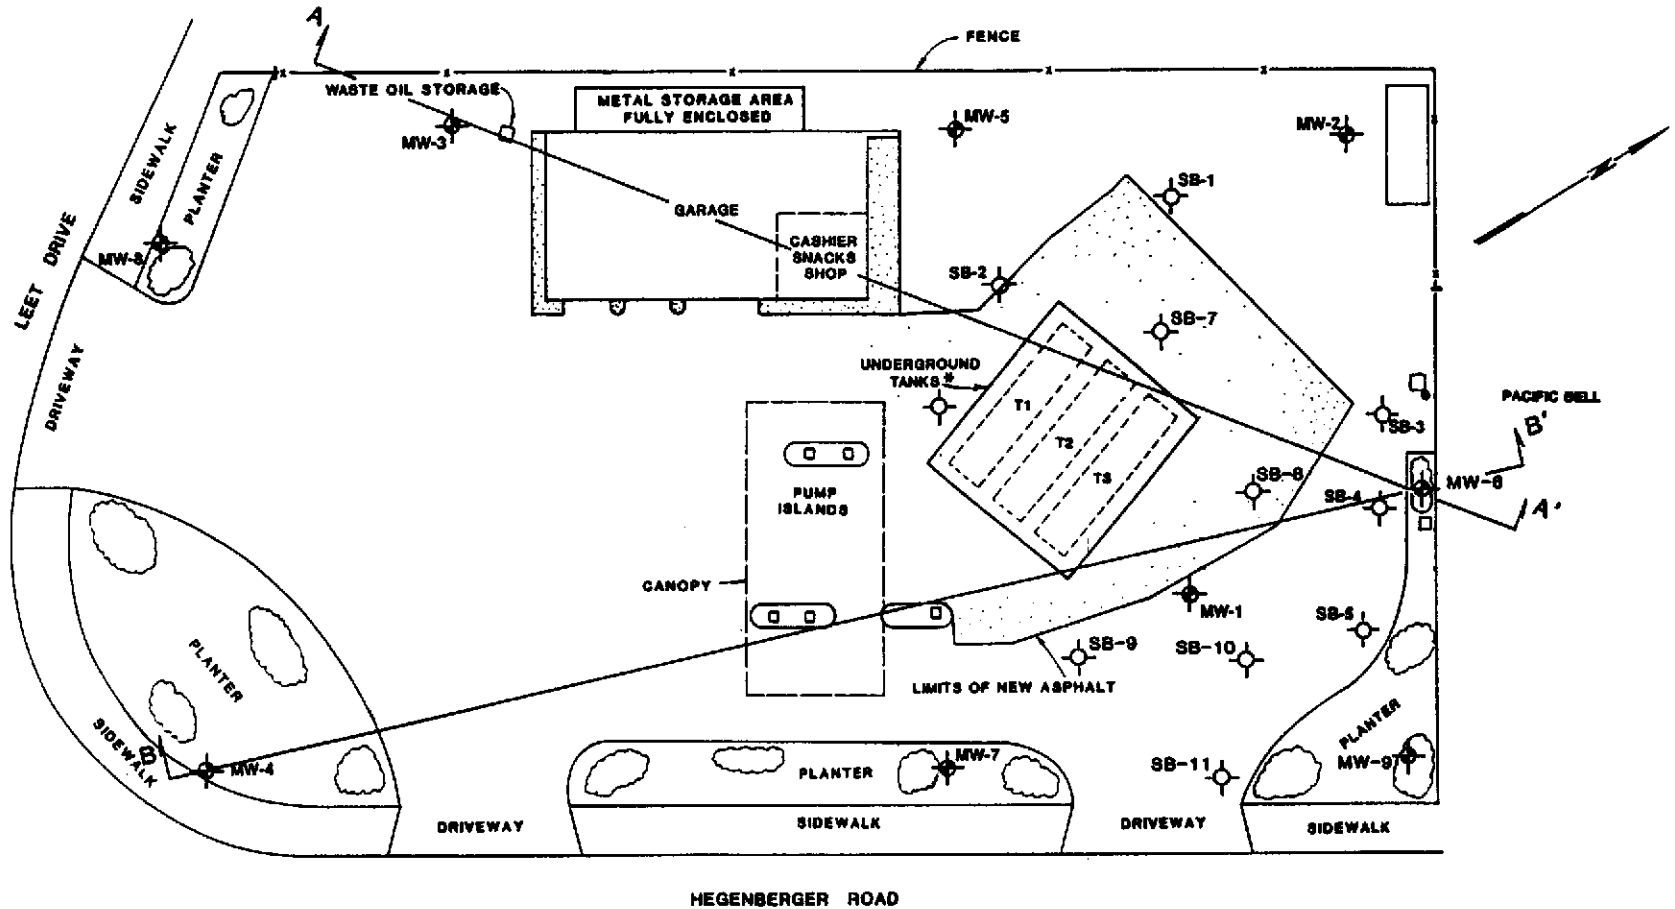 A
FENCE
WASTE OIL STORAGE
METAL STORAGE AREA
FULLY ENCLOSED
MW-3
MW-5
MW-2
SIDEWALK
PLANTER
SB-1
N
GARAGE
CASHIER
SNACKS
SHOP
LEET DRIVE
MW-8
SB-2
SB-7
DRIVEWAY
UNDERGROUND
TANKS *
T1
T2
T3
PACIFIC BELL
B'
SB-3
SB-8
SB-4
MW-6
A'
PUMP
ISLANDS
CANOPY
MW-1
SB-5
SB-9
SB-10
LIMITS OF NEW ASPHALT
PLANTER
SIDEWALK
B
MW-4
PLANTER
MW-7
SB-11
PLANTER
MW-9
DRIVEWAY
SIDEWALK
DRIVEWAY
SIDEWALK
HEGENBERGER ROAD